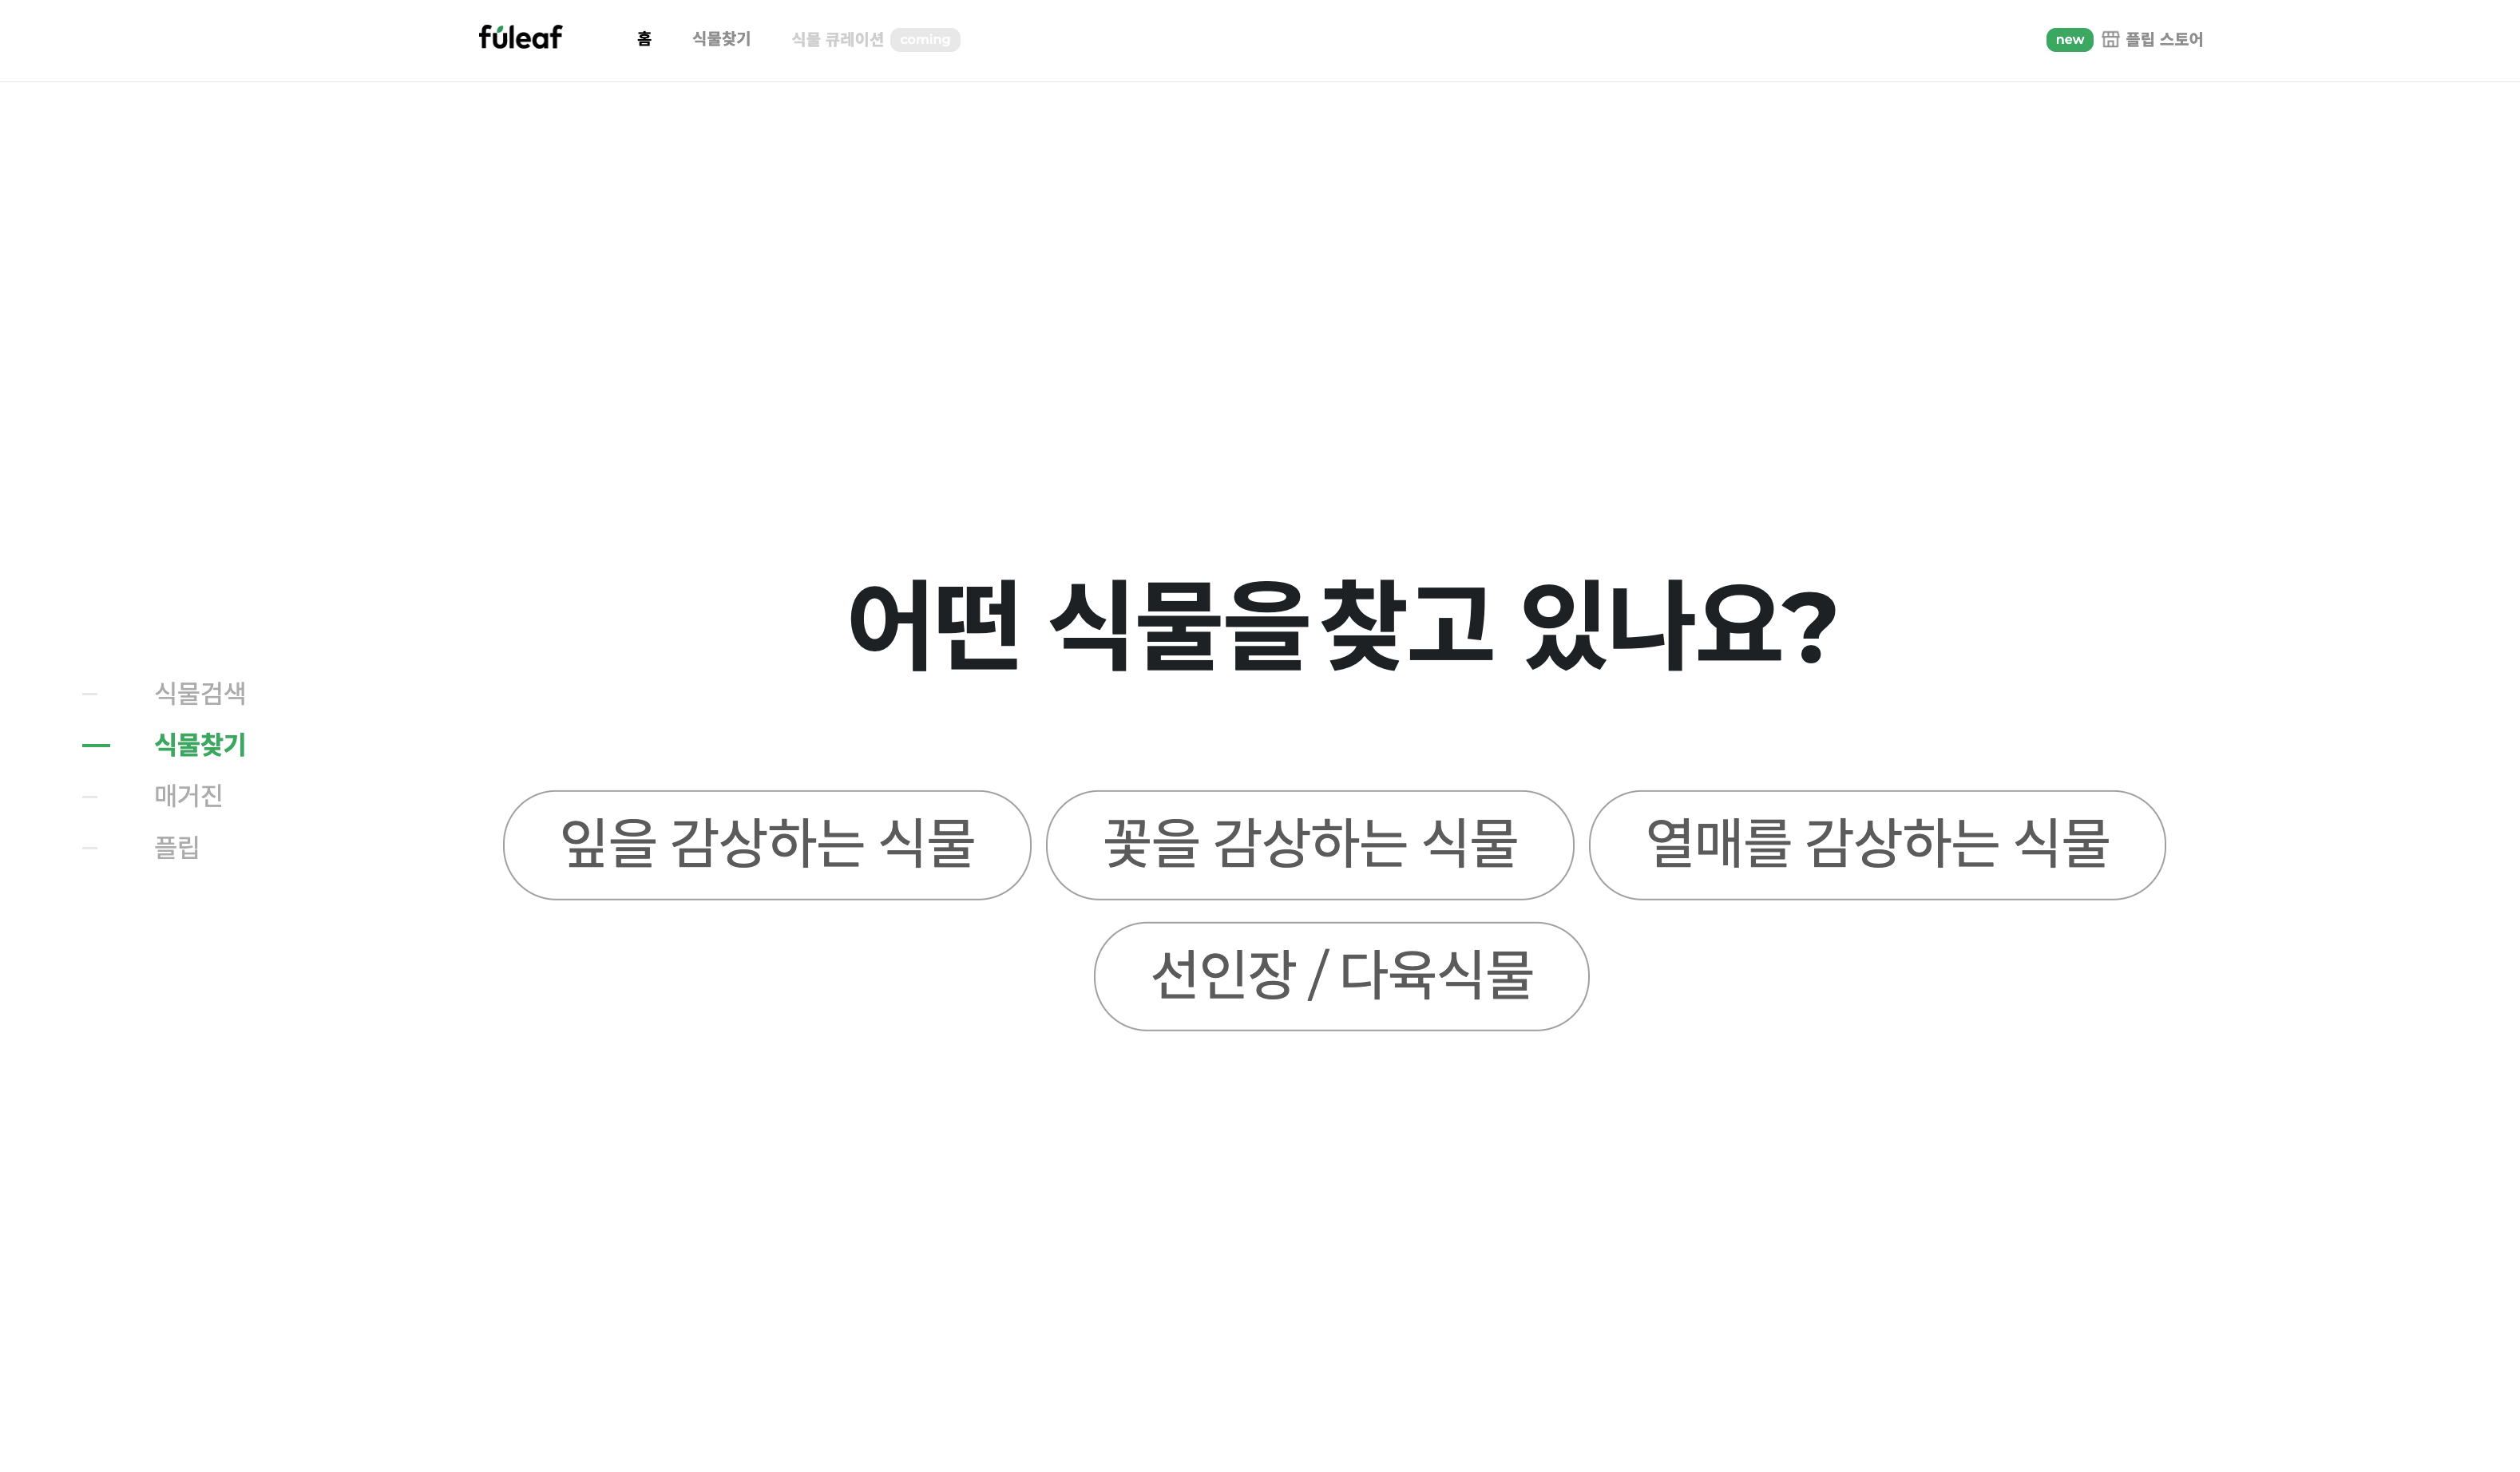 fuleaf 홈 식물찾기 식물 큐레이션 coming new 플립 스토어
어떤 식물을 찾고 있나요?
식물검색
식물찾기
매거진
플립
잎을 감상하는 식물 꽃을 감상하는 식물 열매를 감상하는 식물
선인장 / 다육식물